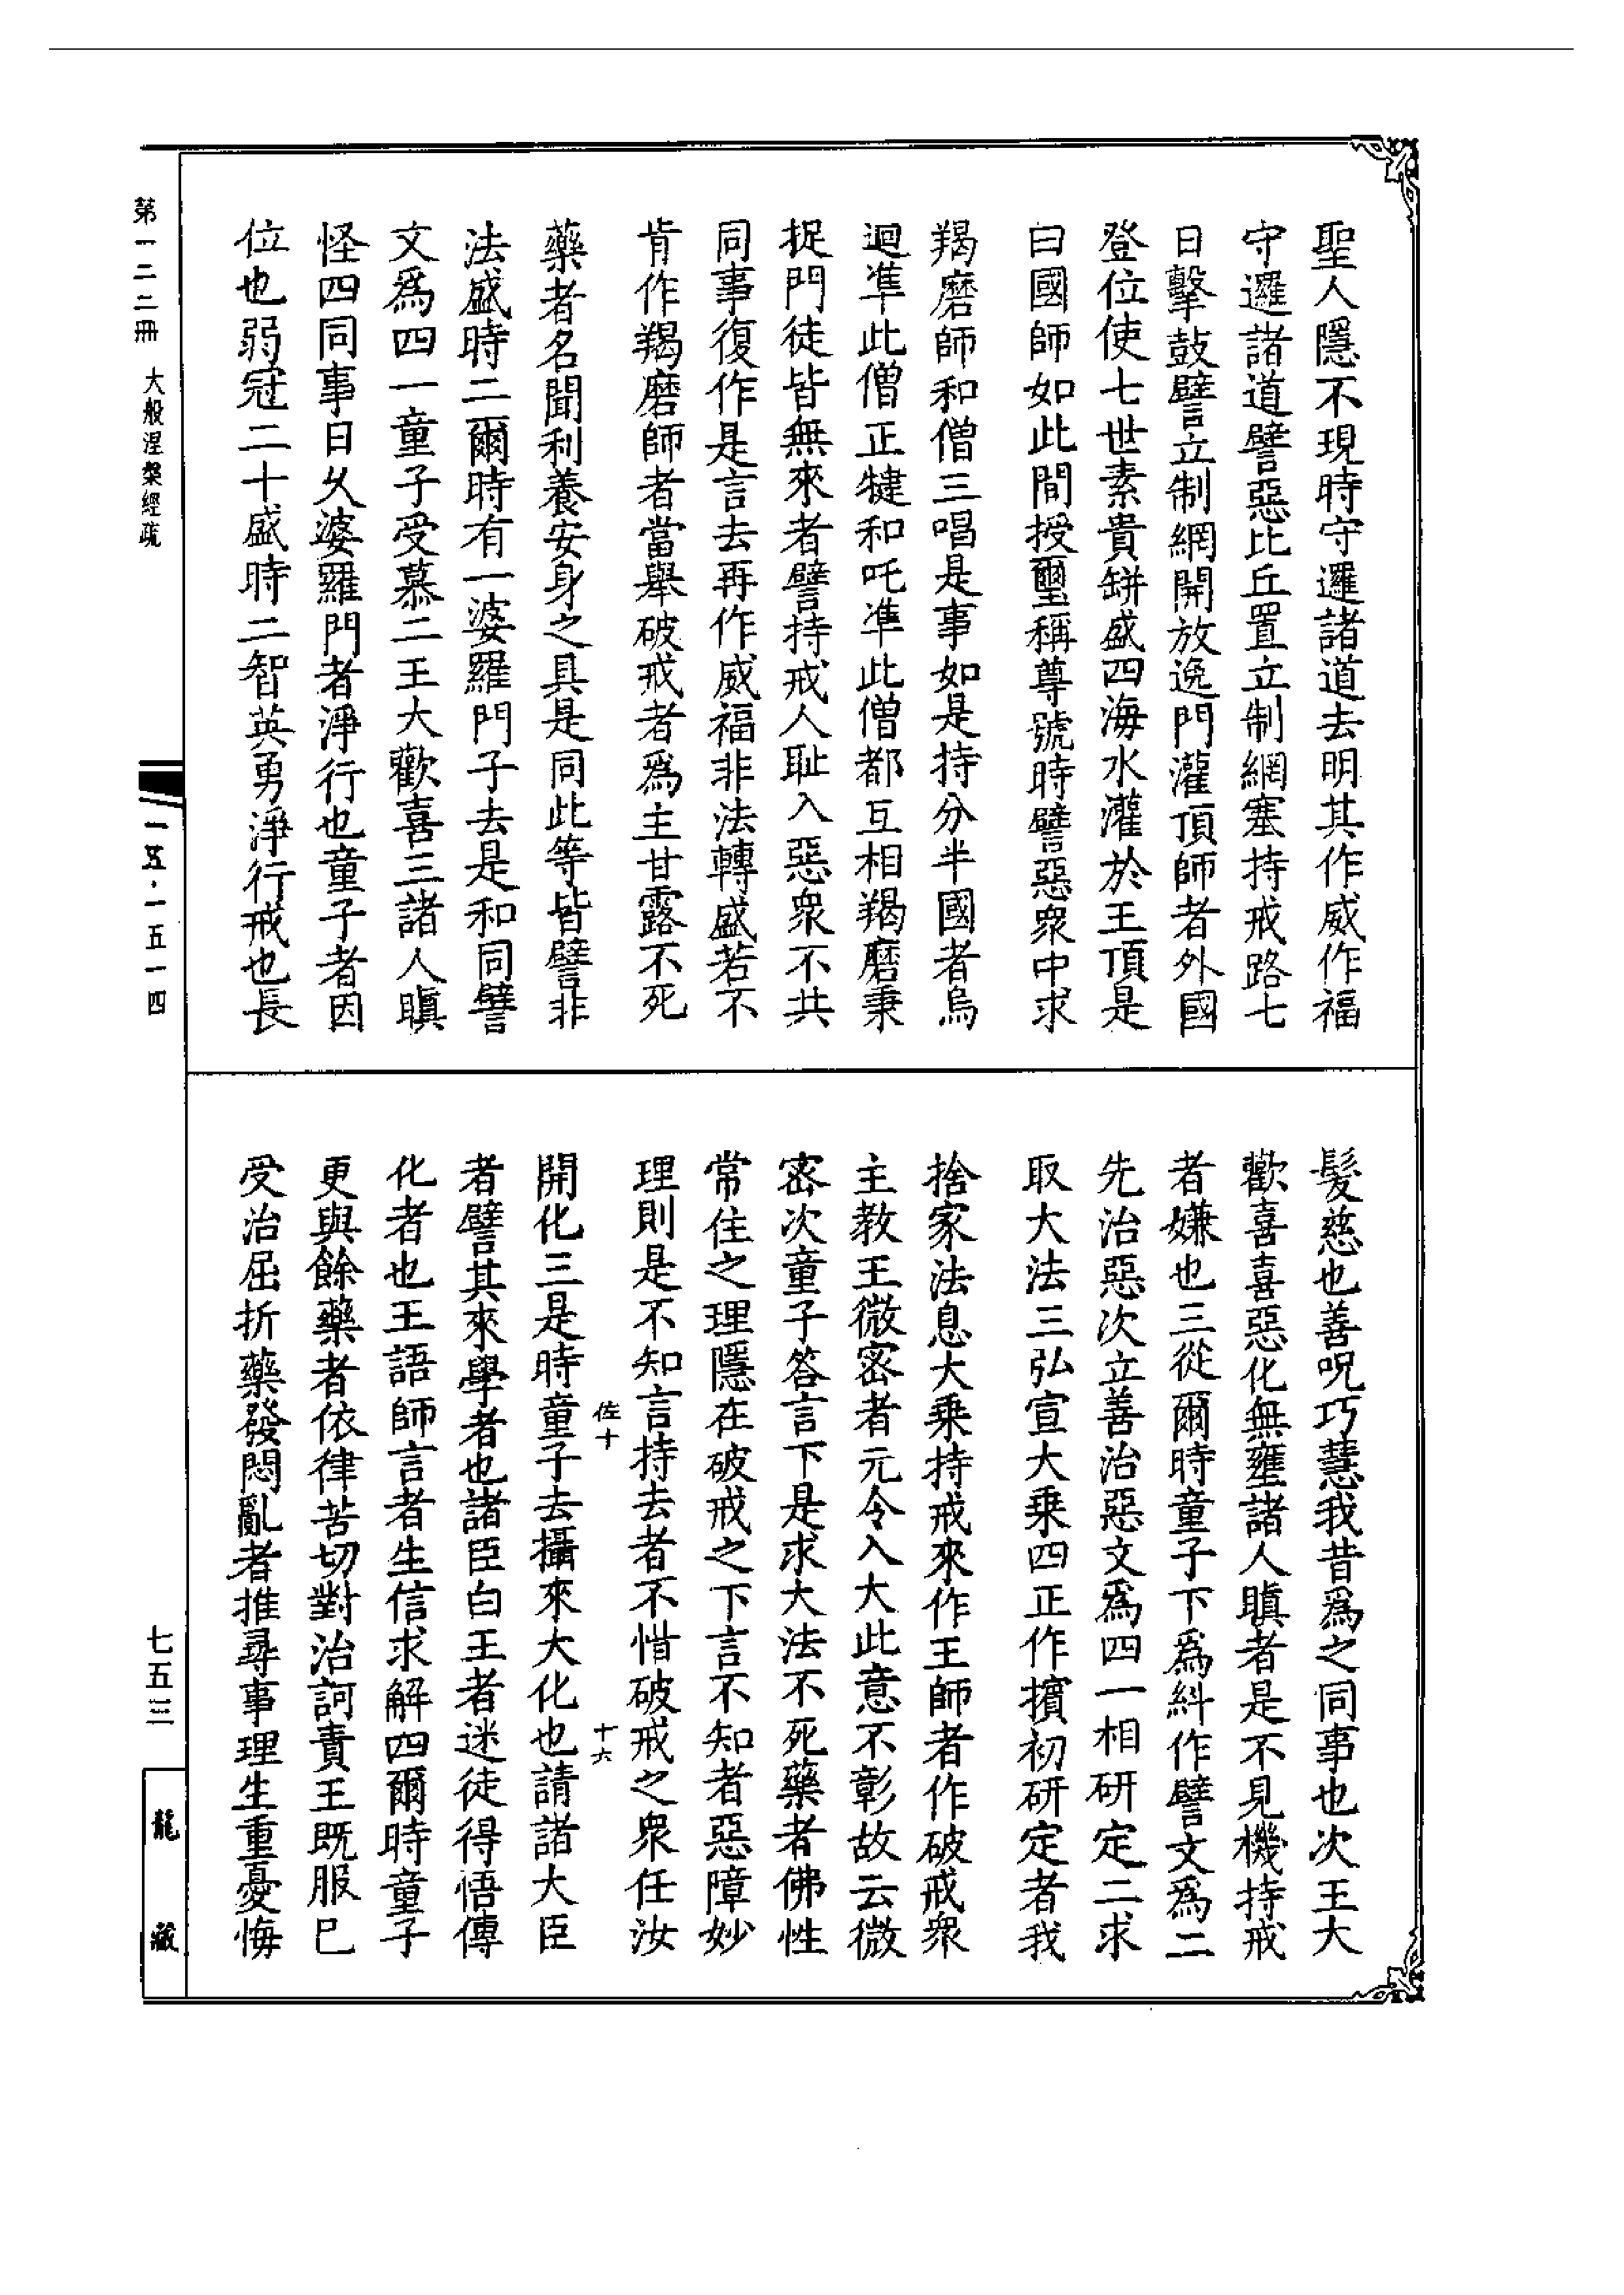 聖人隱不現時守邏諸道去明其作威作福
守邏諸道譬惡比丘置立制網塞持戒路七
日擊鼓譬立制網開放逸門灌頂師者外國
登位使七世素貴缾盛四海水灌於王頂是
曰國師如此間授璽稱尊號時譬惡眾中求
羯磨師和僧三唱是事如是持分半國者烏
迴準此僧正犍和吒準此僧都互相羯磨秉
捉門徒皆無來者譬持戒人耻入惡眾不共
同事復作是言去再作威福非法轉盛若不
肯作羯磨師者當舉破戒者為主甘露不死
藥者名聞利養安身之具是同此等皆譬非
法盛時二爾時有一婆羅門子去是和同譬
文為四一童子受慕二王大歡喜三諸人瞋
怪四同事日久婆羅門者淨行也童子者因
位也弱冠二十盛時二智英勇淨行戒也長
髮慈也善呪巧慧我昔為之同事也次王大
歡喜喜惡化無壅諸人瞋者是不見機持戒
者嫌也三從爾時童子下為糾作譬文為二
先治惡次立善治惡文為四一相研定二求
取大法三弘宣大乘四正作擯初研定者我
捨家法息大乘持戒來作王師者作破戒眾
主教王微密者元令入大此意不彰故云微
密次童子答言下是求大法不死藥者佛性
常住之理隱在破戒之下言不知者惡障妙
理則是不知言持去者不惜破戒之眾任汝
佐十
十六
開化三是時童子去攝來大化也請諸大臣
者譬其來學者也諸臣白王者迷徒得悟傳
化者也王語師言者生信求解四爾時童子
更與餘藥者依律苦切對治訶責王既服已
受治屈折藥發悶亂者推尋事理生重憂悔
第一二二冊
大般涅槃經疏
一五·一五一四
七五三
龍藏